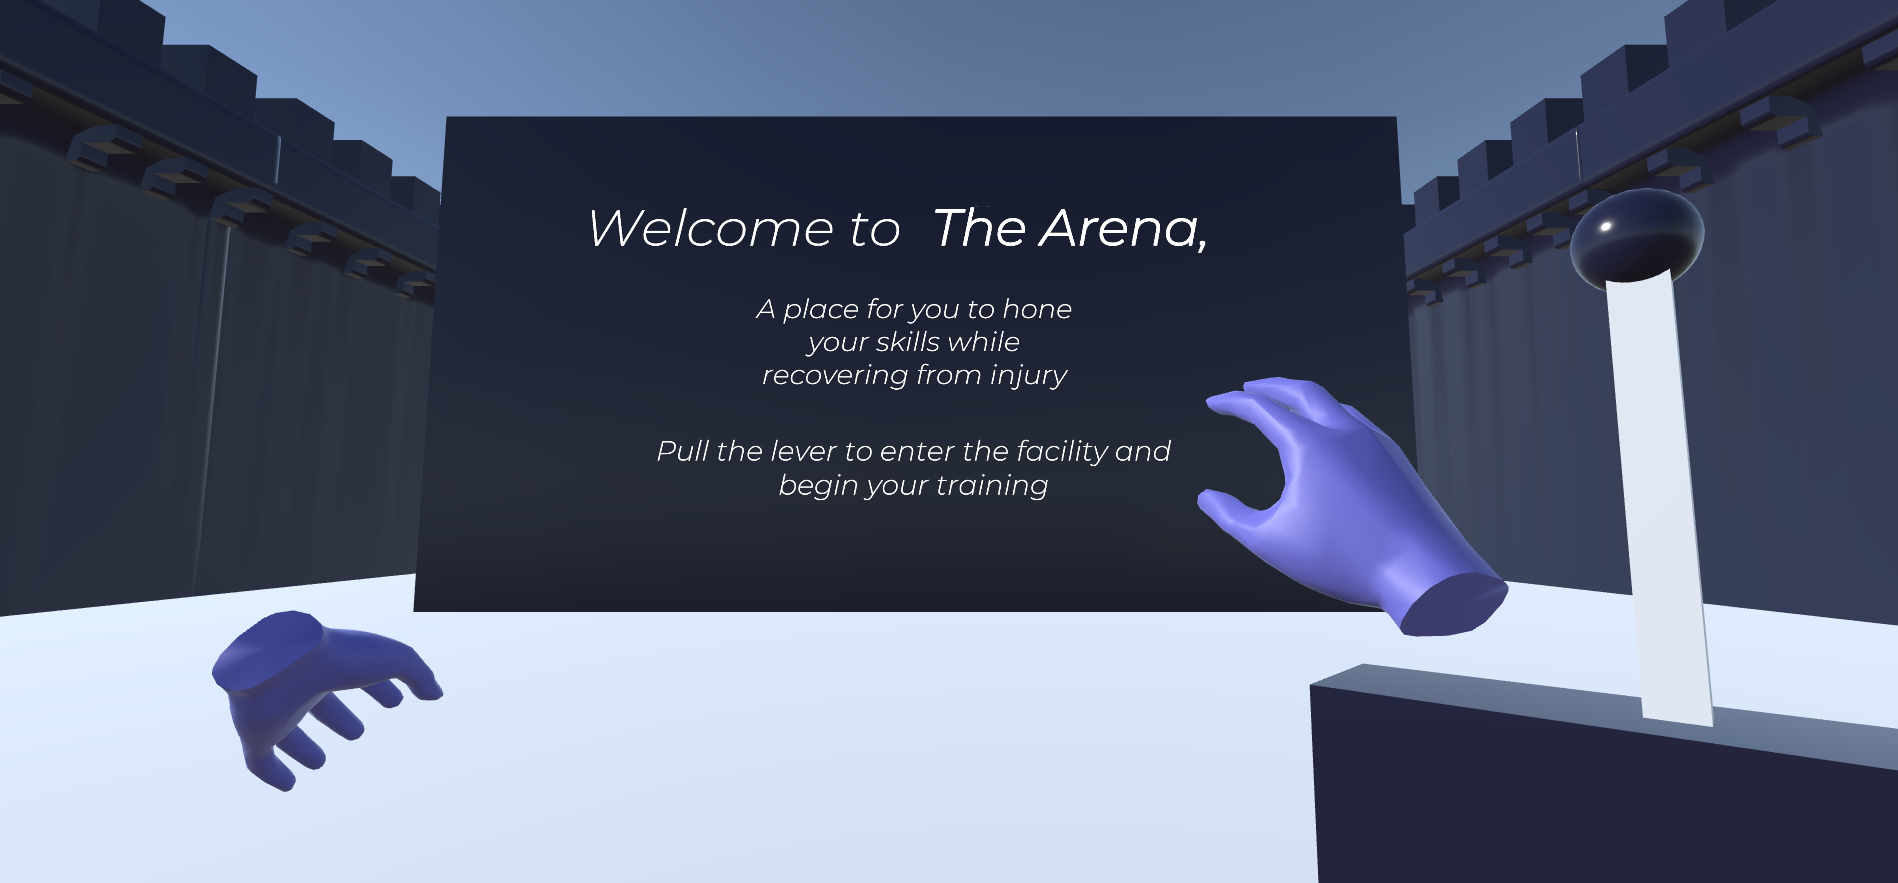 Welcome to The Arena,
A place for you to hone
your skills while
recovering from injury
Pull the lever to enter the facility and
begin your training